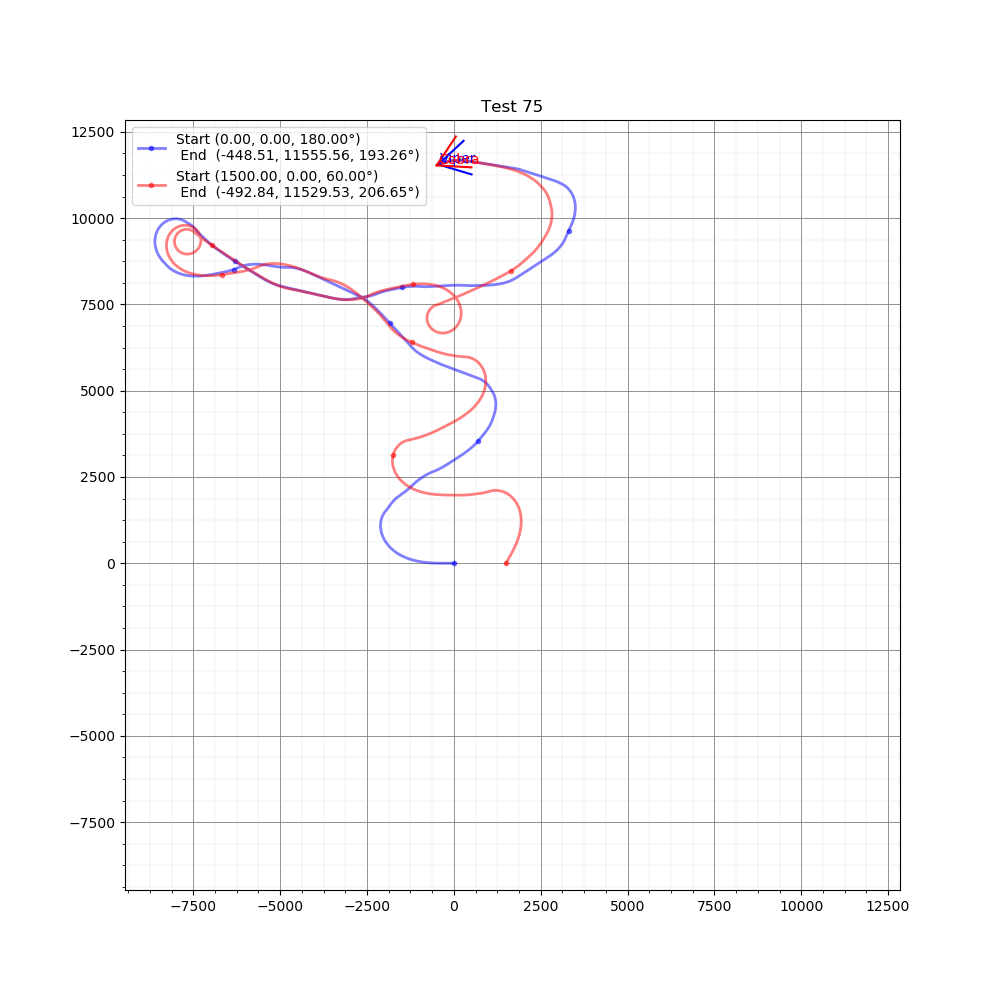 Test 75
12500
10000
7500
5000
2500
0
−2500
−5000
−7500
Start (0.00, 0.00, 180.00°)
End (-448.51, 11555.56, 193.26°)
Start (1500.00, 0.00, 60.00°)
End (-492.84, 11529.53, 206.65°)
−7500 −5000 −2500 0 2500 5000 7500 10000 12500